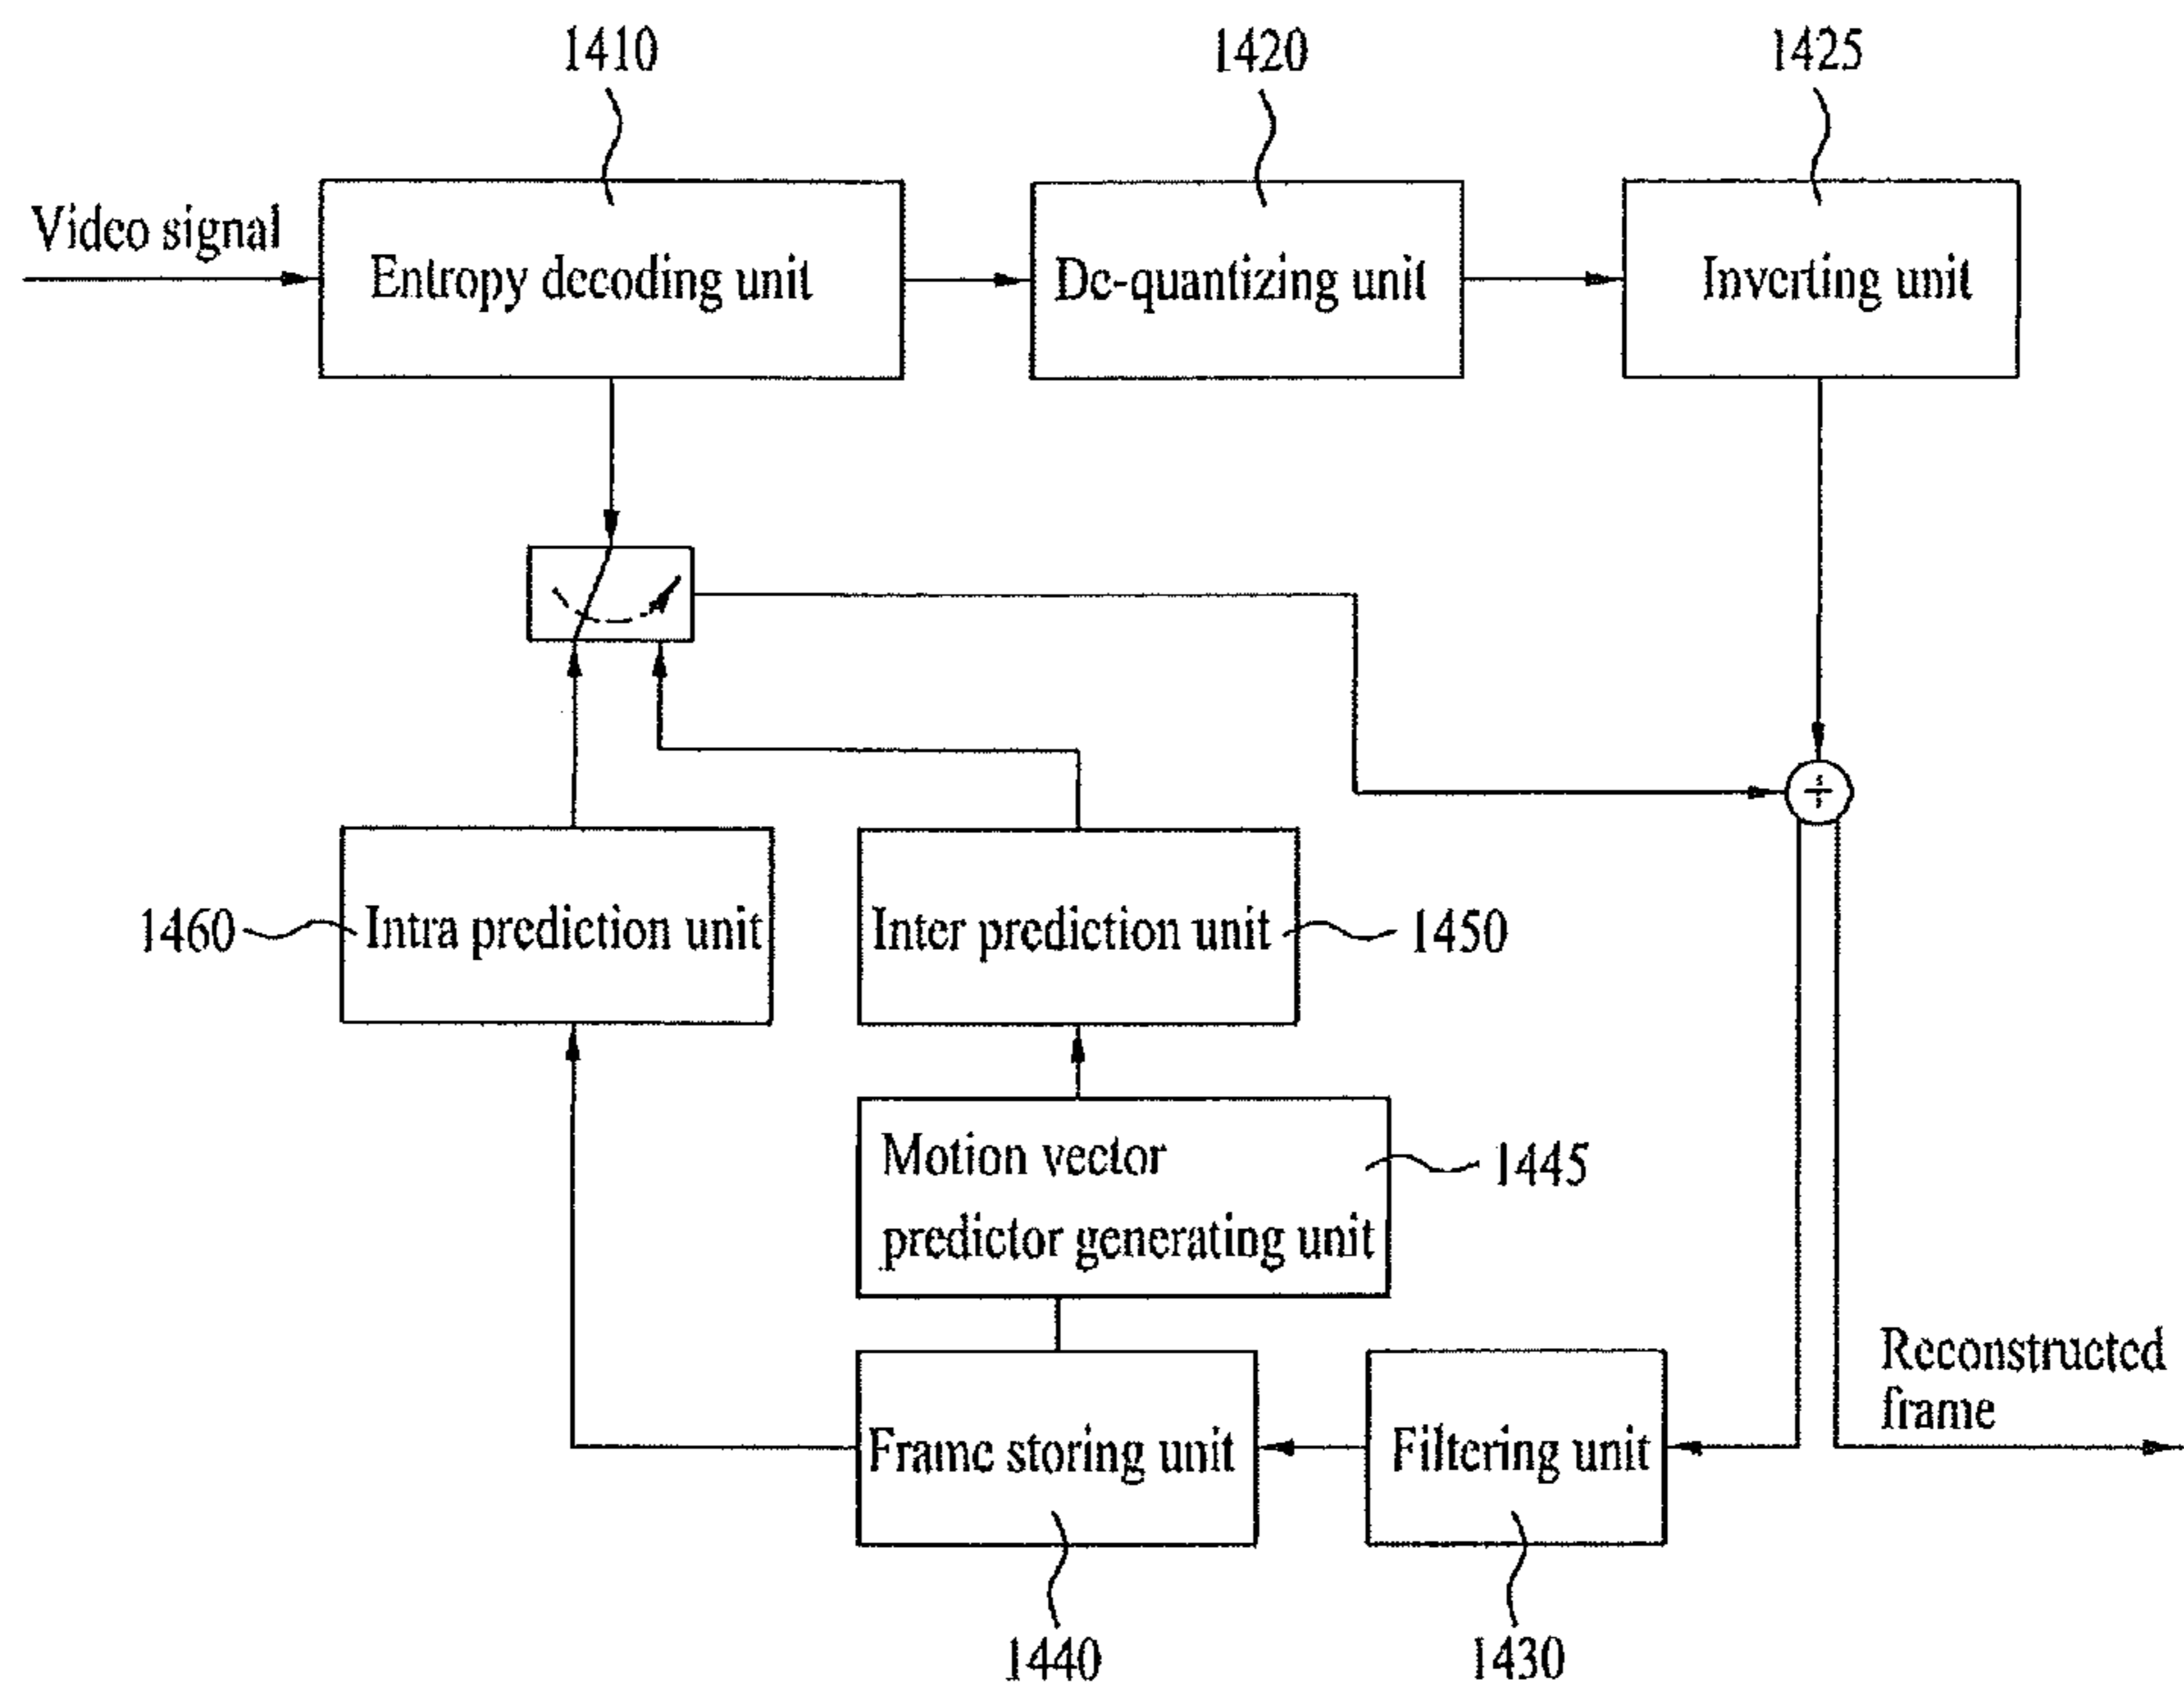 1410
1420
1425
Video signal
Entropy decoding unit
De-quantizing unit
Inverting unit
+
1460
Intra prediction unit
Inter prediction unit
1450
Motion vector
predictor generating unit
1445
Reconstructed
frame
Frame storing unit
Filtering unit
1440
1430